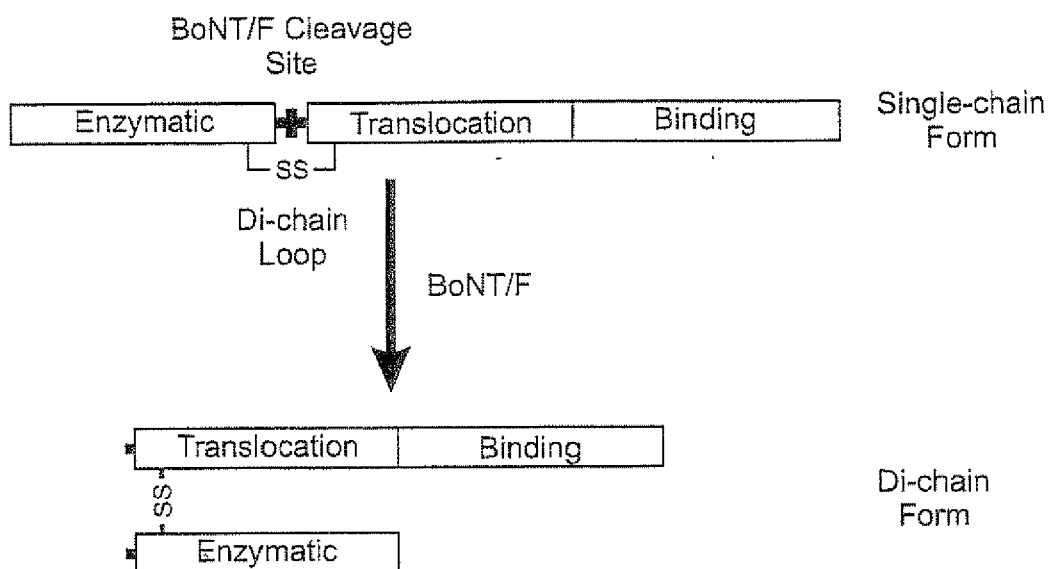 BoNT/F Cleavage
Site
Enzymatic
Translocation
Binding
Single-chain
Form
SS
Di-chain
Loop
BoNT/F
Translocation
Binding
SS
Enzymatic
Di-chain
Form